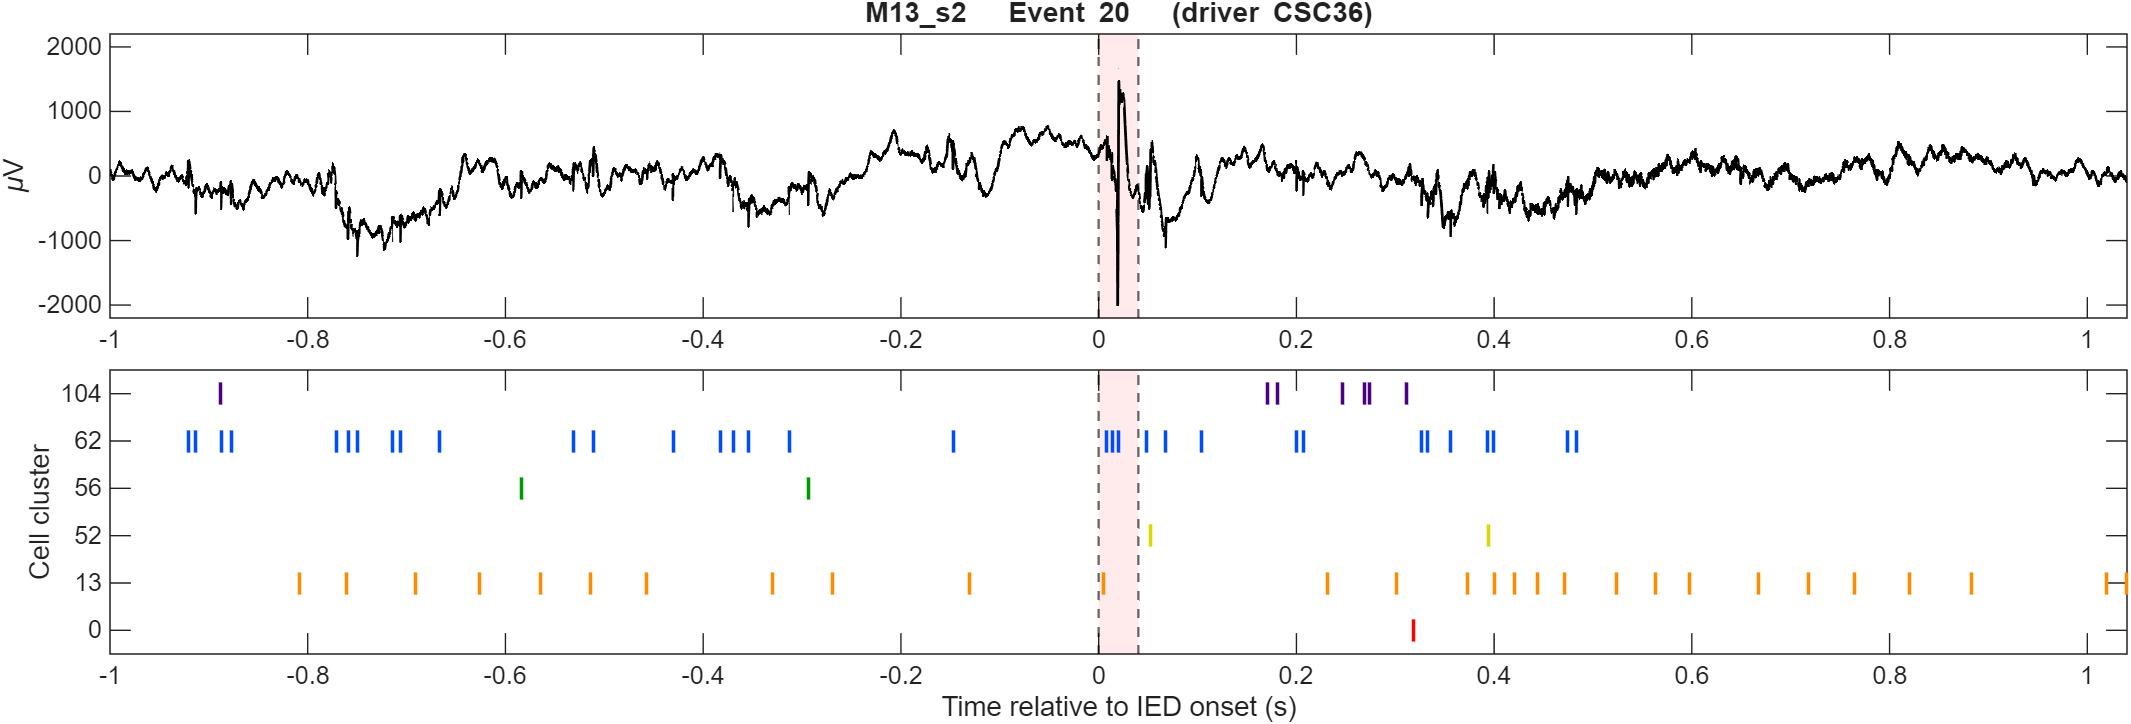 M13_s2 Event 20 (driver CSC36)
2000
1000
0
-1000
-2000
µV
-1 -0.8 -0.6 -0.4 -0.2 0 0.2 0.4 0.6 0.8 1
104
62
56
52
13
0
Cell cluster
-1 -0.8 -0.6 -0.4 -0.2 0 0.2 0.4 0.6 0.8 1
Time relative to IED onset (s)